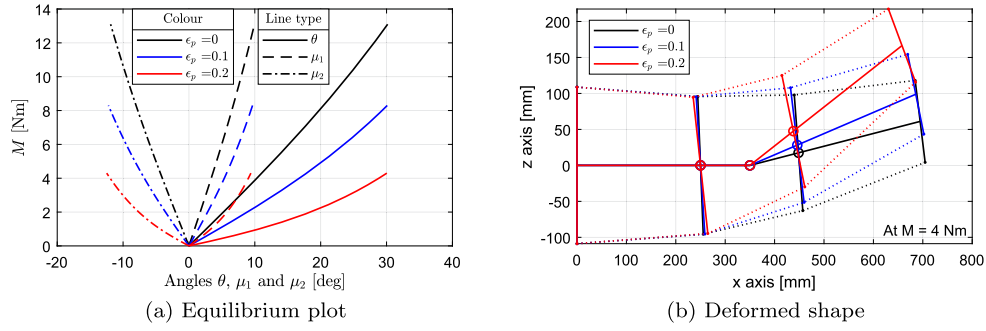 14
12
10
8
6
4
2
0
M [Nm]
Colour
ϵp =0
ϵp =0.1
ϵp =0.2
Line type
θ
μ1
μ2
-20
-10
0
10
20
30
40
Angles θ, μ1 and μ2 [deg]
(a) Equilibrium plot
200
150
100
50
0
-50
-100
z axis [mm]
ϵp =0
ϵp =0.1
ϵp =0.2
At M = 4 Nm
0
100
200
300
400
500
600
700
800
x axis [mm]
(b) Deformed shape